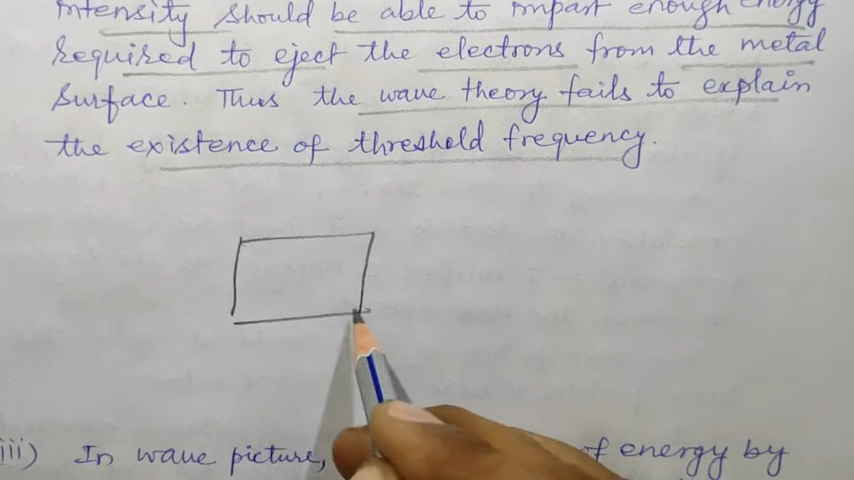 intensity should be able to impart enough energy
required to eject the electrons from the metal
surface. Thus the wave theory fails to explain
the existence of threshold frequency.
iii) In wave picture, of energy by